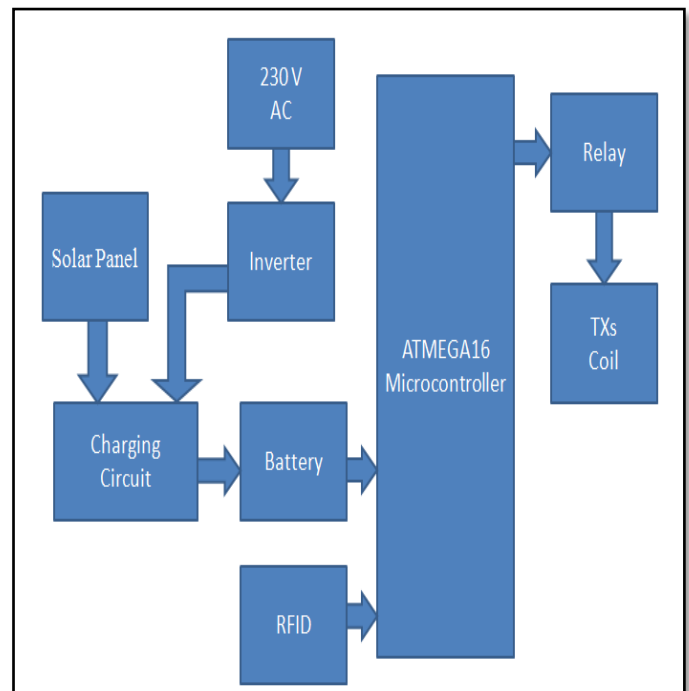 230 V
AC
Relay
Solar Panel
Inverter
TXs
Coil
ATMEGA16
Microcontroller
Charging
Circuit
Battery
RFID